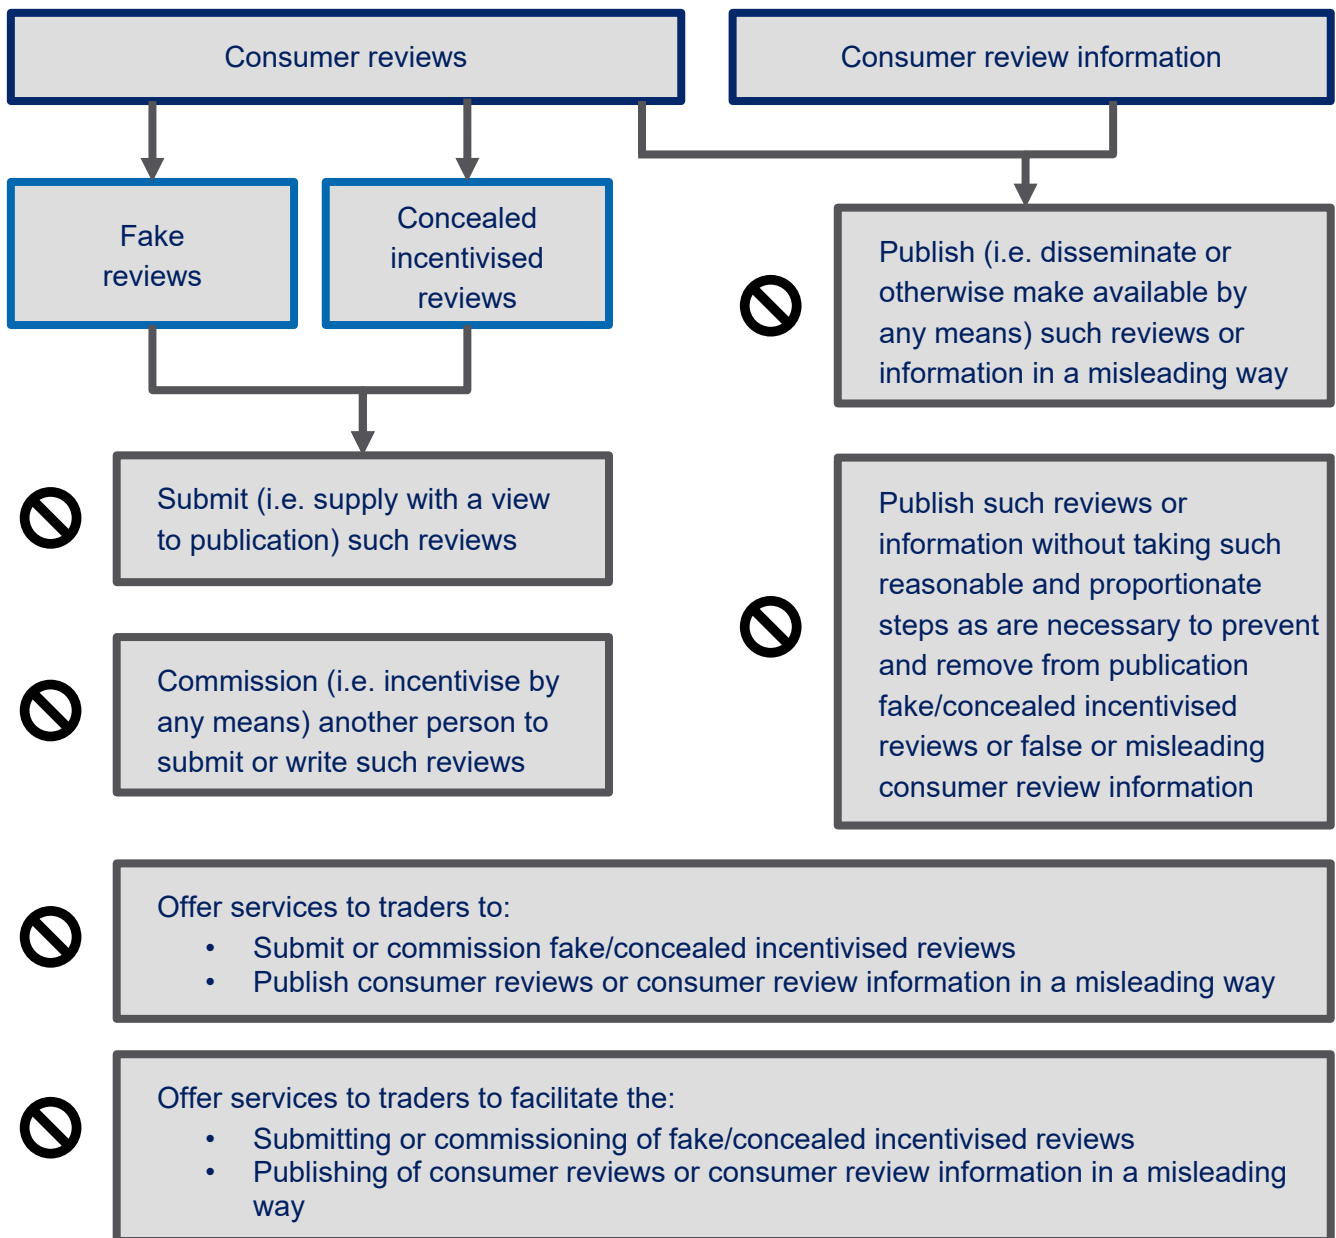 Consumer reviews
Consumer review information
Fake
reviews
Concealed
incentivised
reviews
Publish (i.e. disseminate or
otherwise make available by
any means) such reviews or
information in a misleading way
Submit (i.e. supply with a view
to publication) such reviews
Publish such reviews or
information without taking such
reasonable and proportionate
steps as are necessary to prevent
and remove from publication
fake/concealed incentivised
reviews or false or misleading
consumer review information
Commission (i.e. incentivise by
any means) another person to
submit or write such reviews
Offer services to traders to:
• Submit or commission fake/concealed incentivised reviews
• Publish consumer reviews or consumer review information in a misleading way
Offer services to traders to facilitate the:
• Submitting or commissioning of fake/concealed incentivised reviews
• Publishing of consumer reviews or consumer review information in a misleading
way